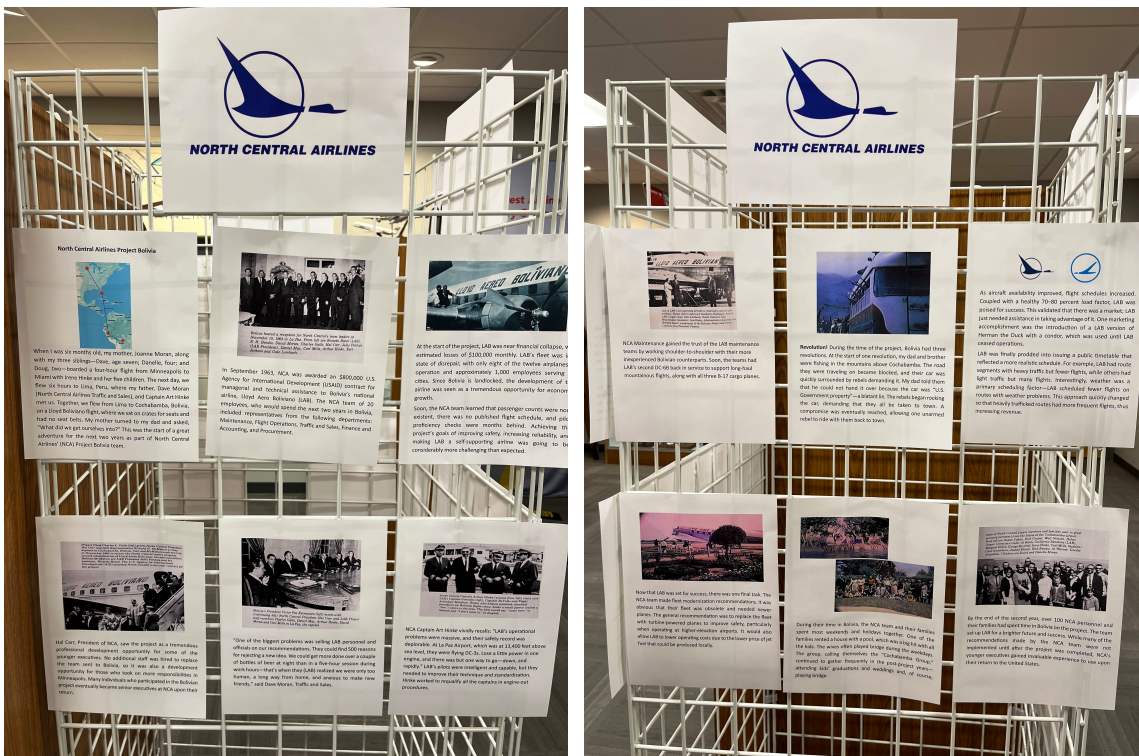 NORTH CENTRAL AIRLINES
North Central Airlines Project Bolivia
When I was six months old, my mother, Joanne Moran, along
with my three siblings—Dave, age seven; Danelle, four; and
Doug, two—boarded a four-hour flight from Minneapolis to
Miami with Irene Hinke and her five children. The next day, we
flew six hours to Lima, Peru, where my father, Dave Moran
(North Central Airlines Traffic and Sales), and Captain Art Hinke
met us. Together, we flew from Lima to Cochabamba, Bolivia,
on a Lloyd Boliviano flight, where we sat on crates for seats and
had no seat belts. My mother turned to my dad and asked,
"What did we get ourselves into?" This was the start of a great
adventure for the next two years as part of North Central
Airlines' (NCA) Project Bolivia team.
In September 1963, NCA was awarded an $800,000 U.S.
Agency for International Development (USAID) contract for
managerial and technical assistance to Bolivia's national
airline, Lloyd Aero Boliviano (LAB). The NCA team of 20
employees, who would spend the next two years in Bolivia,
included representatives from the following departments:
Maintenance, Flight Operations, Traffic and Sales, Finance and
Accounting, and Procurement.
LLOYD AEREO BOLIVIANO
At the start of the project, LAB was near financial collapse, w
estimated losses of $100,000 monthly. LAB's fleet was in
state of disrepair, with only eight of the twelve airplanes
operation and approximately 1,000 employees serving
cities. Since Bolivia is landlocked, the development of t
airline was seen as a tremendous opportunity for econom
growth.
Soon, the NCA team learned that passenger counts were non
existent, there was no published flight schedule, and pilo
proficiency checks were months behind. Achieving the
project's goals of improving safety, increasing reliability, and
making LAB a self-supporting airline was going to be
considerably more challenging than expected.
AEREO BOLIVIANO
Hal Carr, President of NCA, saw the project as a tremendous
professional development opportunity for some of the
younger executives. No additional staff was hired to replace
the team sent to Bolivia, so it was also a development
opportunity for those who took on more responsibilities in
Minneapolis. Many individuals who participated in the Bolivian
project eventually became senior executives at NCA upon their
return.
"One of the biggest problems was selling LAB personnel and
officials on our recommendations. They could find 500 reasons
for rejecting a new idea. We could get more done over a couple
of bottles of beer at night than in a five-hour session during
work hours—that's when they (LAB) realized we were only too
human, a long way from home, and anxious to make new
friends," said Dave Moran, Traffic and Sales.
NCA Captain Art Hinke vividly recalls: "LAB's operational
problems were massive, and their safety record was
deplorable. At La Paz Airport, which was at 13,400 feet above
sea level, they were flying DC-3s. Lose a little power in one
engine, and there was but one way to go—down, and
rapidly." LAB's pilots were intelligent and capable, but they
needed to improve their technique and standardization.
Hinke worked to requalify all the captains in engine-out
procedures.
NORTH CENTRAL AIRLINES
LLOYD AEREO BOLIVIANO
NCA Maintenance gained the trust of the LAB maintenance
teams by working shoulder-to-shoulder with their more
inexperienced Bolivian counterparts. Soon, the teams had
LAB's second DC-6B back in service to support long-haul
mountainous flights, along with all three B-17 cargo planes.
Revolution! During the time of the project, Bolivia had three
revolutions. At the start of one revolution, my dad and brother
were fishing in the mountains above Cochabamba. The road
they were traveling on became blocked, and their car was
quickly surrounded by rebels demanding it. My dad told them
that he could not hand it over because the car was "U.S.
Government property"—a blatant lie. The rebels began rocking
the car, demanding that they all be taken to town. A
compromise was eventually reached, allowing one unarmed
rebel to ride with them back to town.
As aircraft availability improved, flight schedules increased.
Coupled with a healthy 70–80 percent load factor, LAB was
poised for success. This validated that there was a market; LAB
just needed assistance in taking advantage of it. One marketing
accomplishment was the introduction of a LAB version of
Herman the Duck with a condor, which was used until LAB
ceased operations.
LAB was finally prodded into issuing a public timetable that
reflected a more realistic schedule. For example, LAB had route
segments with heavy traffic but fewer flights, while others had
light traffic but many flights. Interestingly, weather was a
primary scheduling factor—LAB scheduled fewer flights on
routes with weather problems. This approach quickly changed
so that heavily trafficked routes had more frequent flights, thus
increasing revenue.
Now that LAB was set for success, there was one final task. The
NCA team made fleet modernization recommendations. It was
obvious that their fleet was obsolete and needed newer
planes. The general recommendation was to replace the fleet
with turbine-powered planes to improve safety, particularly
when operating at higher-elevation airports. It would also
allow LAB to lower operating costs due to the lower price of jet
fuel that could be produced locally.
During their time in Bolivia, the NCA team and their families
spent most weekends and holidays together. One of the
families rented a house with a pool, which was a big hit with all
the kids. The wives often played bridge during the weekdays.
The group, calling themselves the "Cochabamba Group,"
continued to gather frequently in the post-project years—
attending kids' graduations and weddings and, of course,
playing bridge.
By the end of the second year, over 100 NCA personnel and
their families had spent time in Bolivia on the project. The team
set up LAB for a brighter future and success. While many of the
recommendations made by the NCA team were not
implemented until after the project was completed, NCA's
younger executives gained invaluable experience to use upon
their return to the United States.